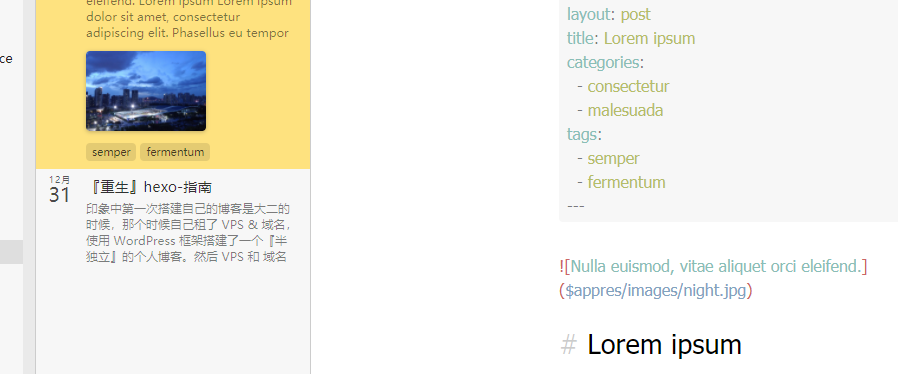 ce
eleifend. Lorem ipsum Lorem ipsum
dolor sit amet, consectetur
adipiscing elit. Phasellus eu tempor
semper fermentum
12月
31
『重生』hexo-指南
印象中第一次搭建自己的博客是大二的
时候，那个时候自己租了 VPS & 域名，
使用 WordPress 框架搭建了一个『半
独立』的个人博客。然后 VPS 和 域名
layout: post
title: Lorem ipsum
categories:
- consectetur
- malesuada
tags:
- semper
- fermentum
---
![Nulla euismod, vitae aliquet orci eleifend.]
($appres/images/night.jpg)
# Lorem ipsum